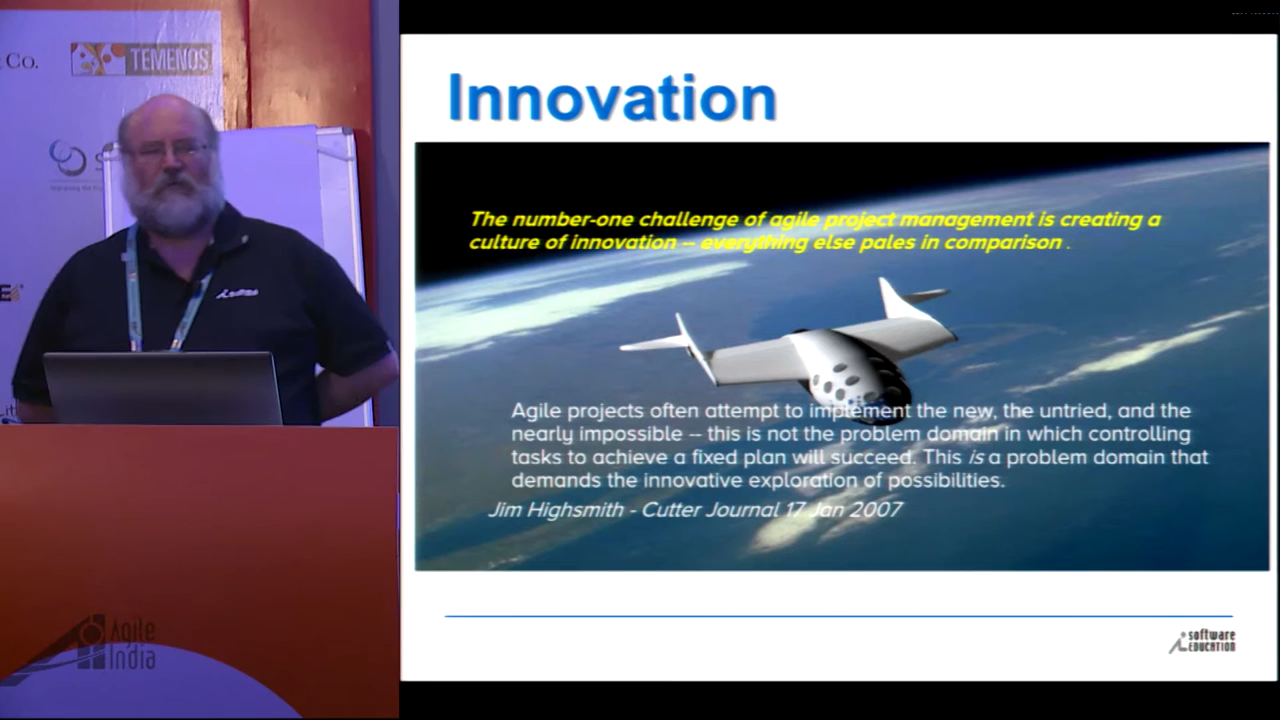 Co.
TEMENOS
Innovation
The number-one challenge of agile project management is creating a
culture of innovation -- everything else pales in comparison .
Agile projects often attempt to implement the new, the untried, and the
nearly impossible -- this is not the problem domain in which controlling
tasks to achieve a fixed plan will succeed. This is a problem domain that
demands the innovative exploration of possibilities.
Jim Highsmith - Cutter Journal 17 Jan 2007
Agile
India
software
EDUCATION